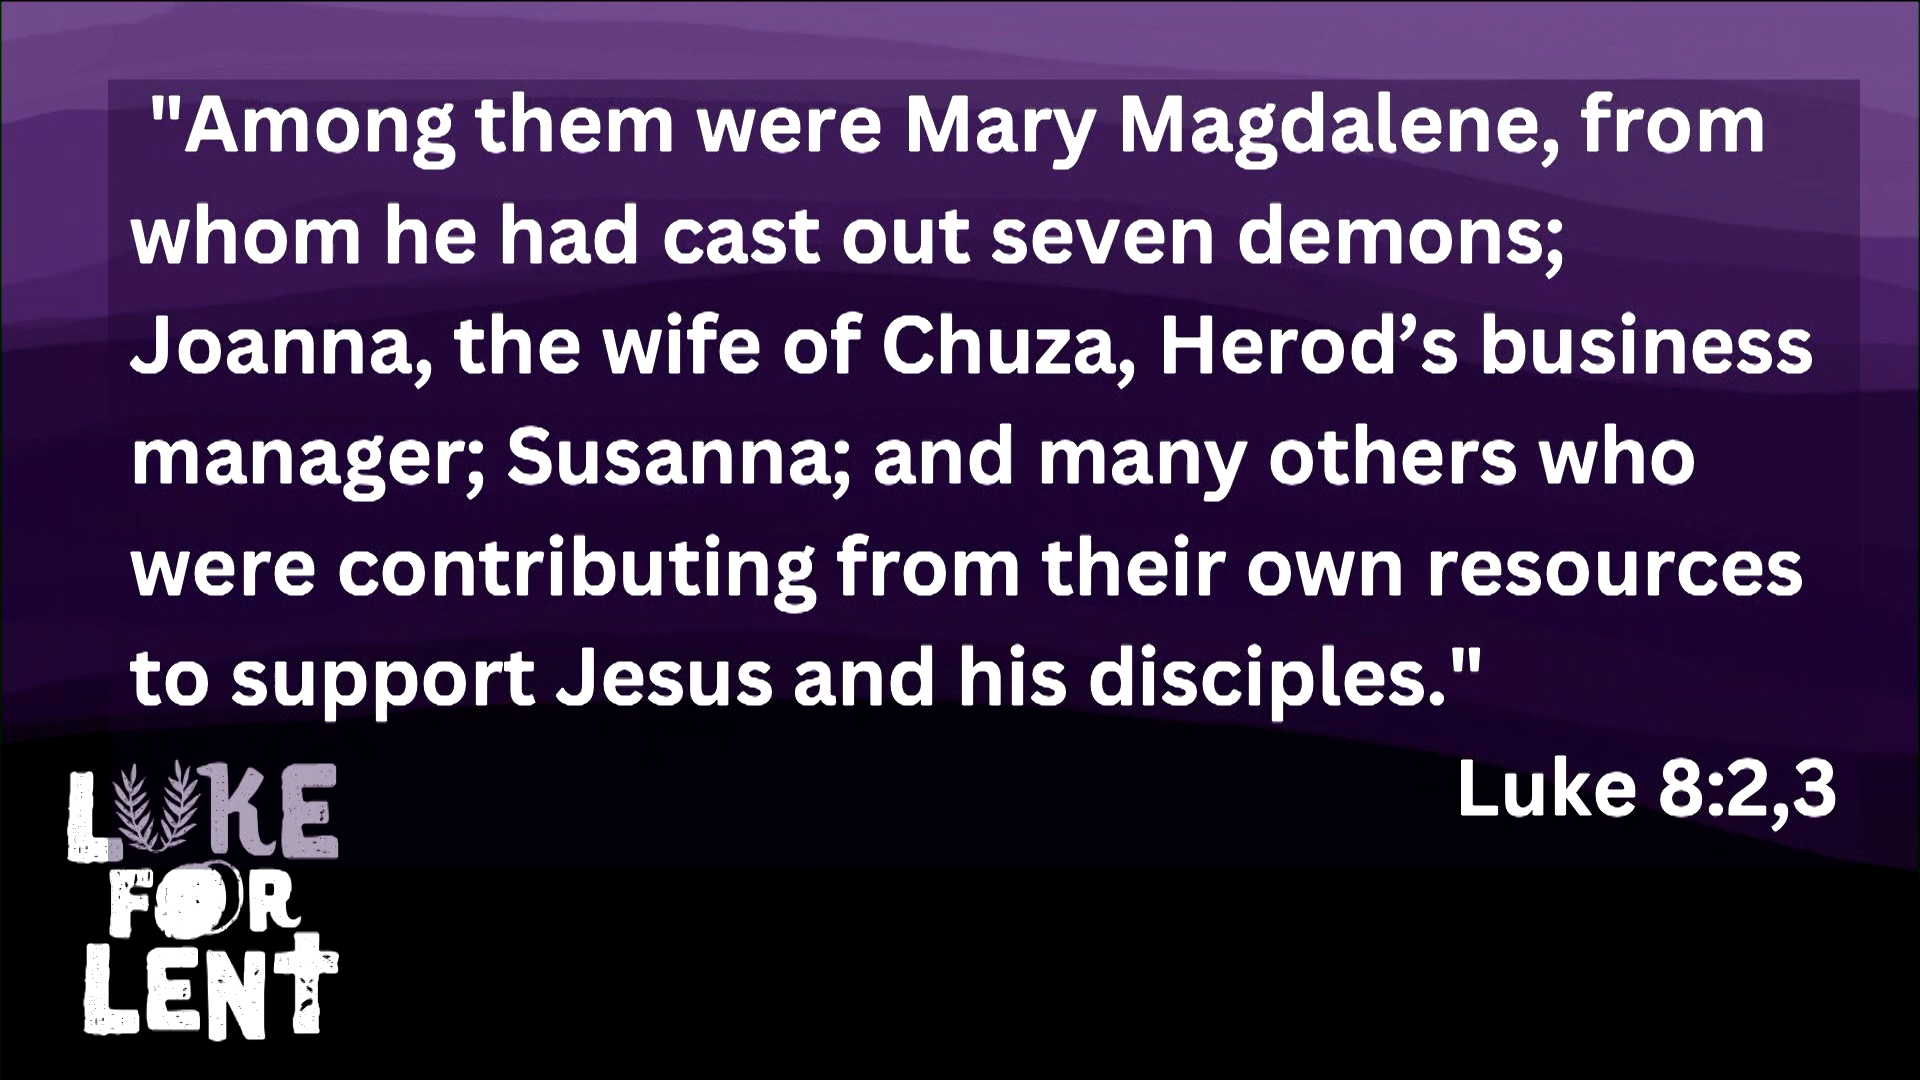 "Among them were Mary Magdalene, from
whom he had cast out seven demons;
Joanna, the wife of Chuza, Herod’s business
manager; Susanna; and many others who
were contributing from their own resources
to support Jesus and his disciples."
Luke 8:2,3
LUKE
FOR
LENT